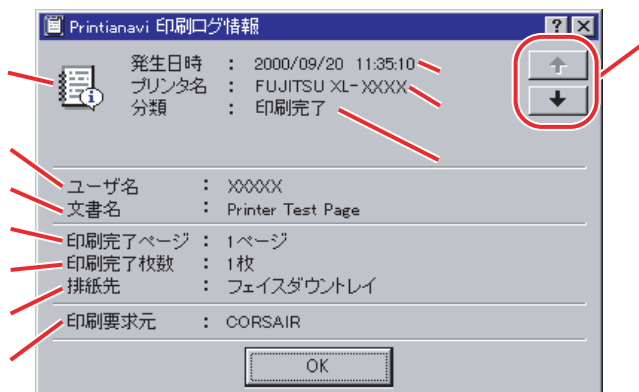 Printianavi 印刷ログ情報
発生日時 : 2000/09/20 11:35:10
プリンタ名 : FUJITSU XL-XXXX
分類 : 印刷完了
ユーザ名 : XXXXX
文書名 : Printer Test Page
印刷完了ページ : 1ページ
印刷完了枚数 : 1枚
排紙先 : フェイスダウントレイ
印刷要求元 : CORSAIR
OK